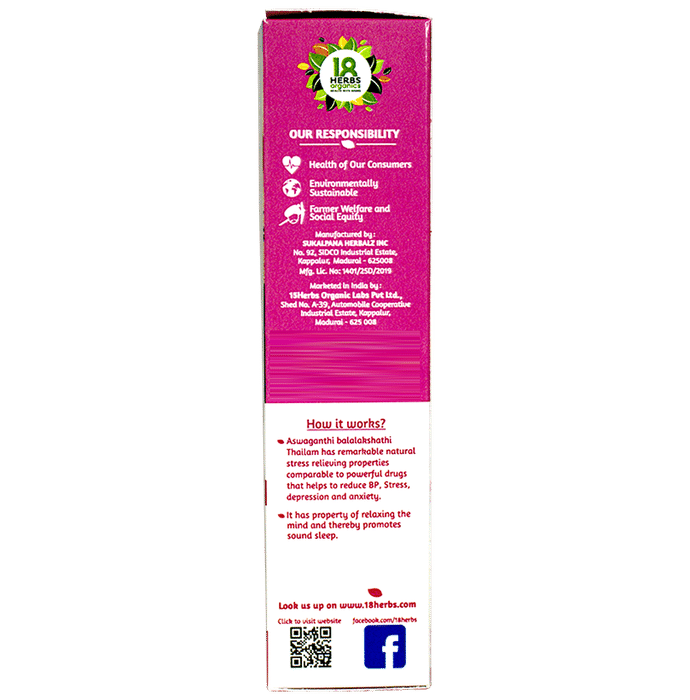 18
HERBS
organics
HEALTH WITH HERBS
OUR RESPONSIBILITY
Health of Our Consumers
Environmentally
Sustainable
Farmer Welfare and
Social Equity
Manufactured by :
SUKALPANA HERBALZ INC
No. 92, SIDCO Industrial Estate,
Kappalur, Madurai - 625008
Mfg. Lic. No: 1401/25D/2019
Marketed in India by :
18Herbs Organic Labs Pvt Ltd.,
Shed No. A-39, Automobile Cooperative
Industrial Estate, Kappalur,
Madurai - 625 008
How it works?
Aswaganthi balalakshathi
Thailam has remarkable natural
stress relieving properties
comparable to powerful drugs
that helps to reduce BP, Stress,
depression and anxiety.
It has property of relaxing the
mind and thereby promotes
sound sleep.
Look us up on www.18herbs.com
Click to visit website facebook.com/18herbs
f